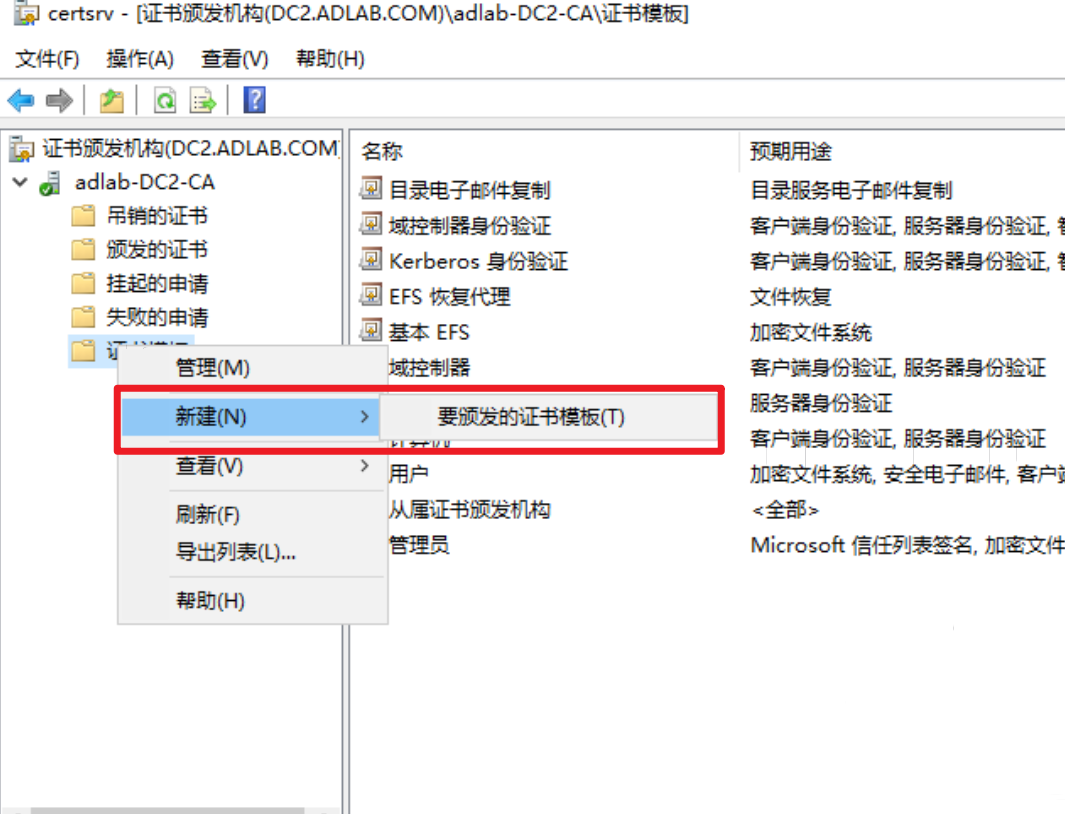 certsrv - [证书颁发机构(DC2.ADLAB.COM)\adlab-DC2-CA\证书模板]
文件(F) 操作(A) 查看(V) 帮助(H)
证书颁发机构(DC2.ADLAB.COM)
adlab-DC2-CA
吊销的证书
颁发的证书
挂起的申请
失败的申请
管理(M)
新建(N)
要颁发的证书模板(T)
查看(V)
刷新(F)
导出列表(L)...
帮助(H)
名称 预期用途
目录电子邮件复制 目录服务电子邮件复制
域控制器身份验证 客户端身份验证, 服务器身份验证,
Kerberos 身份验证 客户端身份验证, 服务器身份验证,
EFS 恢复代理 文件恢复
基本 EFS 加密文件系统
域控制器 客户端身份验证, 服务器身份验证
服务器身份验证
客户端身份验证, 服务器身份验证
用户 加密文件系统, 安全电子邮件, 客户
从属证书颁发机构 <全部>
管理员 Microsoft 信任列表签名, 加密文件